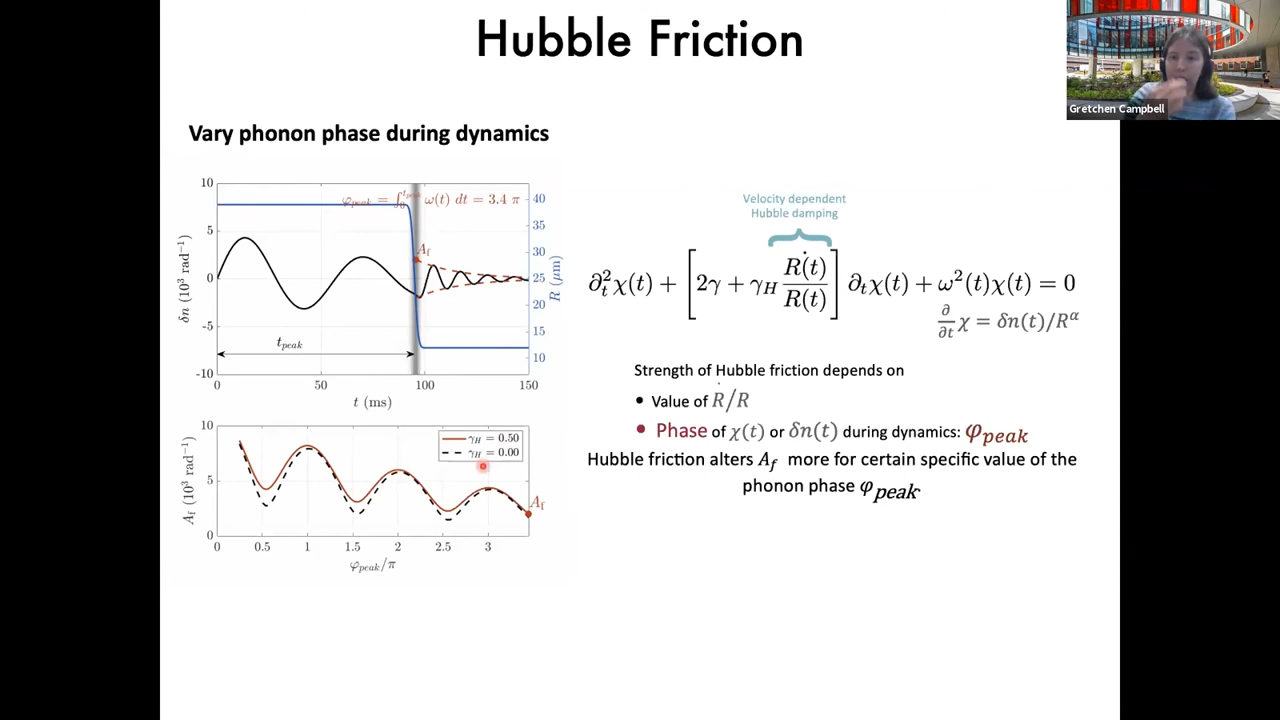 Hubble Friction
Gretchen Campbell
Vary phonon phase during dynamics
φ_peak = ∫_0^{t_peak} ω(t) dt = 3.4 π
10
5
0
-5
-10
δn (10³ rad⁻¹)
40
35
30
25
20
15
10
R (μm)
A_f
t_peak
0 50 100 150
t (ms)
10
5
0
A_f (10³ rad⁻¹)
γ_H = 0.50
γ_H = 0.00
A_f
0 0.5 1 1.5 2 2.5 3
φ_peak/π
Velocity dependent
Hubble damping
∂_t²χ(t) + [2γ + γ_H Ṙ(t)/R(t)] ∂_tχ(t) + ω²(t)χ(t) = 0
∂/∂t χ = δn(t)/R^α
Strength of Hubble friction depends on
• Value of Ṙ/R
• Phase of χ(t) or δn(t) during dynamics: φ_peak
Hubble friction alters A_f more for certain specific value of the
phonon phase φ_peak.